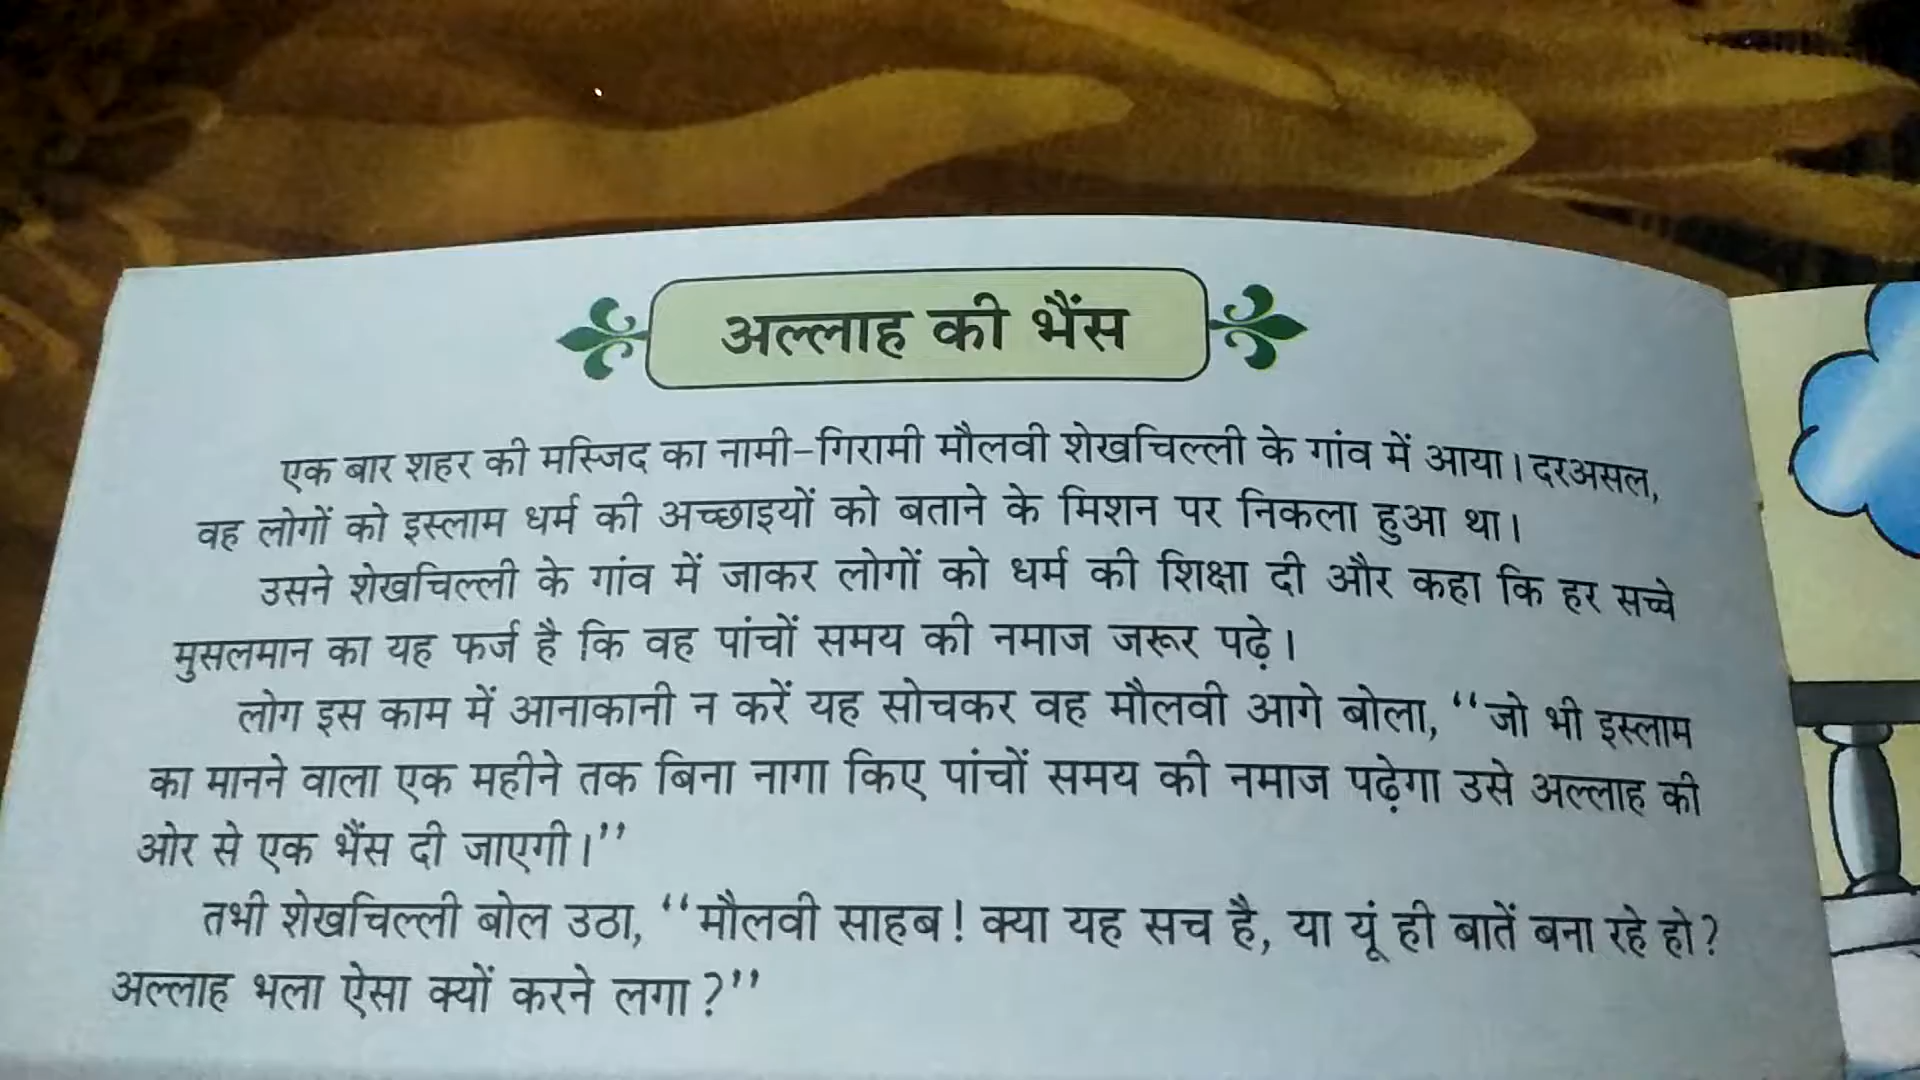 अल्लाह की भैंस
एक बार शहर की मस्जिद का नामी-गिरामी मौलवी शेखचिल्ली के गांव में आया। दरअसल,
वह लोगों को इस्लाम धर्म की अच्छाइयों को बताने के मिशन पर निकला हुआ था।
उसने शेखचिल्ली के गांव में जाकर लोगों को धर्म की शिक्षा दी और कहा कि हर सच्चे
मुसलमान का यह फर्ज है कि वह पांचों समय की नमाज जरूर पढ़े।
लोग इस काम में आनाकानी न करें यह सोचकर वह मौलवी आगे बोला, ‘‘जो भी इस्लाम
का मानने वाला एक महीने तक बिना नागा किए पांचों समय की नमाज पढ़ेगा उसे अल्लाह की
ओर से एक भैंस दी जाएगी।’’
तभी शेखचिल्ली बोल उठा, ‘‘मौलवी साहब! क्या यह सच है, या यूं ही बातें बना रहे हो?
अल्लाह भला ऐसा क्यों करने लगा?’’